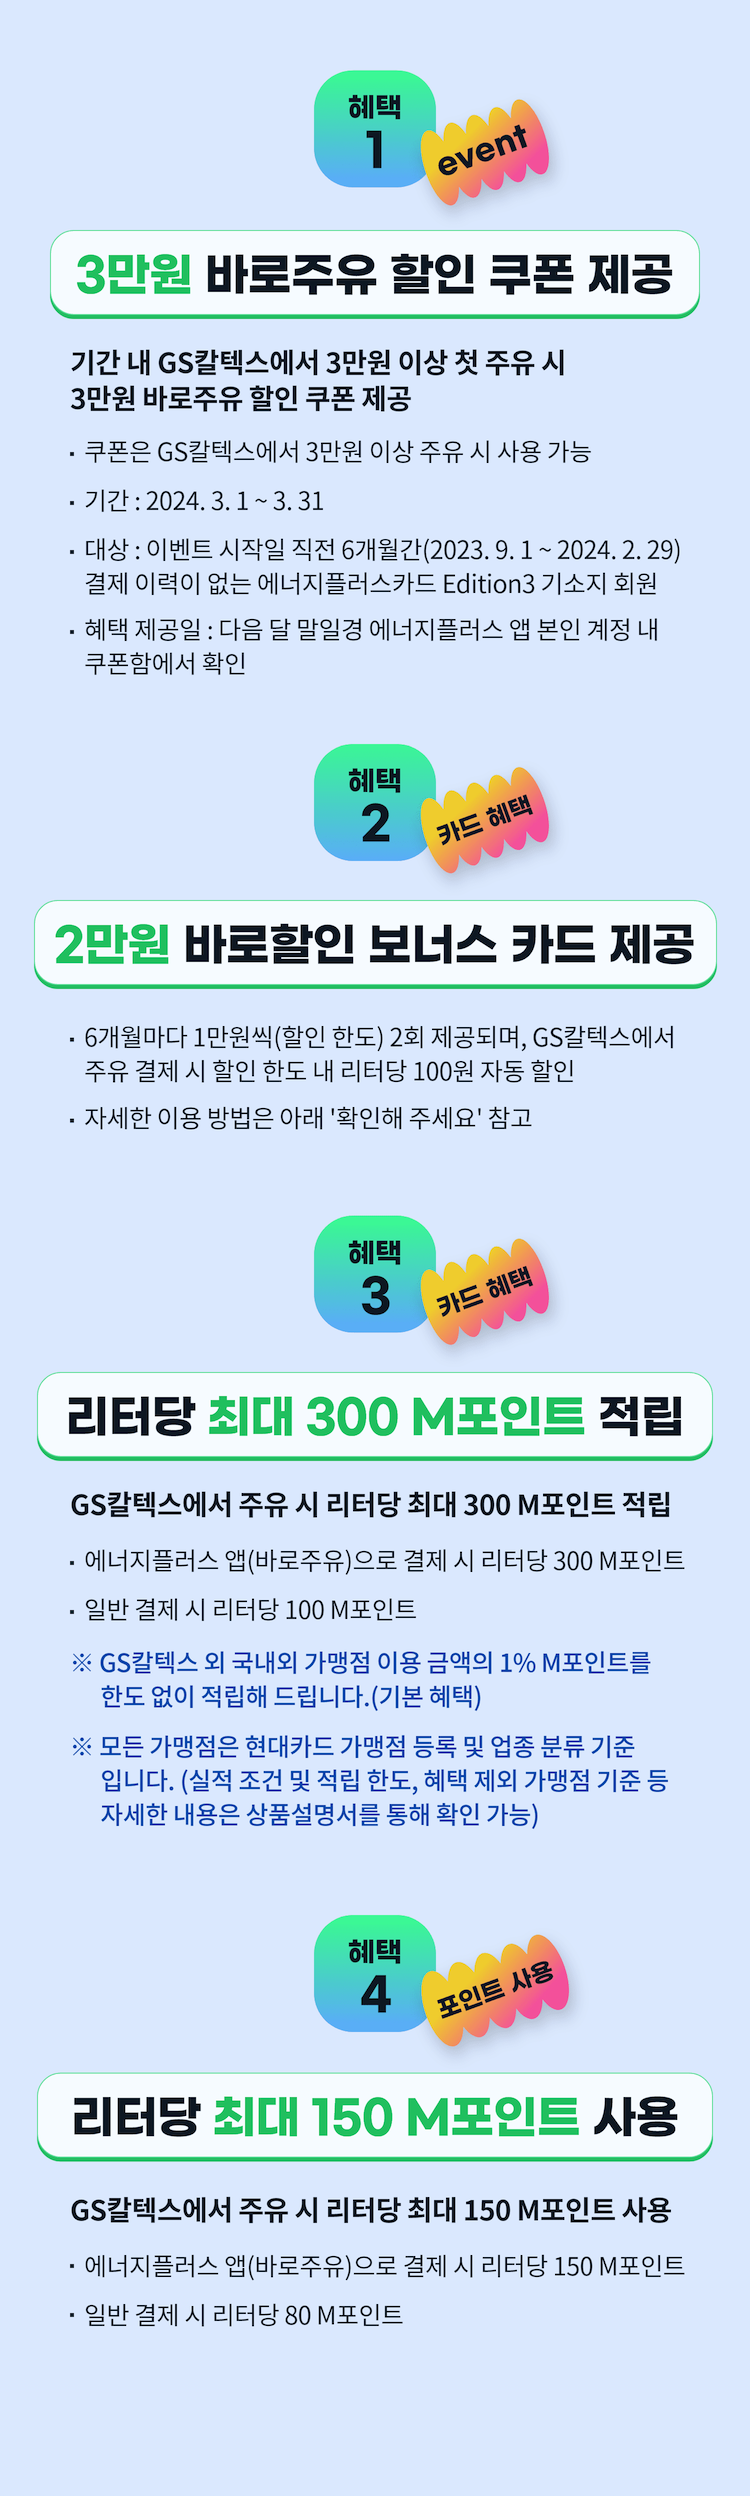 혜택
1
event
3만원 바로주유 할인 쿠폰 제공
기간 내 GS칼텍스에서 3만원 이상 첫 주유 시
3만원 바로주유 할인 쿠폰 제공
· 쿠폰은 GS칼텍스에서 3만원 이상 주유 시 사용 가능
· 기간 : 2024. 3. 1 ~ 3. 31
· 대상 : 이벤트 시작일 직전 6개월간(2023. 9. 1 ~ 2024. 2. 29)
결제 이력이 없는 에너지플러스카드 Edition3 기소지 회원
· 혜택 제공일 : 다음 달 말일경 에너지플러스 앱 본인 계정 내
쿠폰함에서 확인
혜택
2
카드 혜택
2만원 바로할인 보너스 카드 제공
· 6개월마다 1만원씩(할인 한도) 2회 제공되며, GS칼텍스에서
주유 결제 시 할인 한도 내 리터당 100원 자동 할인
· 자세한 이용 방법은 아래 '확인해 주세요' 참고
혜택
3
카드 혜택
리터당 최대 300 M포인트 적립
GS칼텍스에서 주유 시 리터당 최대 300 M포인트 적립
· 에너지플러스 앱(바로주유)으로 결제 시 리터당 300 M포인트
· 일반 결제 시 리터당 100 M포인트
※ GS칼텍스 외 국내외 가맹점 이용 금액의 1% M포인트를
한도 없이 적립해 드립니다.(기본 혜택)
※ 모든 가맹점은 현대카드 가맹점 등록 및 업종 분류 기준
입니다. (실적 조건 및 적립 한도, 혜택 제외 가맹점 기준 등
자세한 내용은 상품설명서를 통해 확인 가능)
혜택
4
포인트 사용
리터당 최대 150 M포인트 사용
GS칼텍스에서 주유 시 리터당 최대 150 M포인트 사용
· 에너지플러스 앱(바로주유)으로 결제 시 리터당 150 M포인트
· 일반 결제 시 리터당 80 M포인트